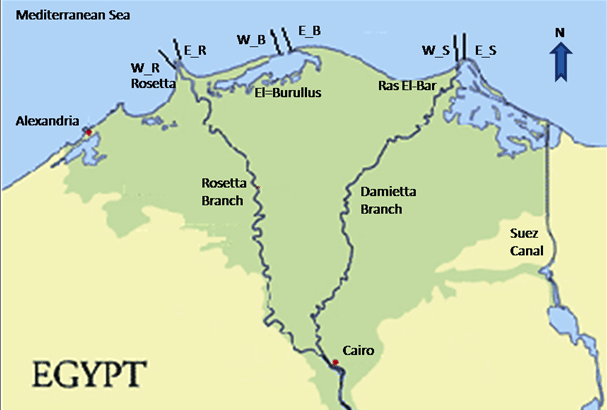 Mediterranean Sea
N
E_R
W_B
E_B
W_S
E_S
W_R
Rosetta
El=Burullus
Ras El-Bar
Alexandria
Rosetta
Branch
Damietta
Branch
Suez
Canal
Cairo
EGYPT